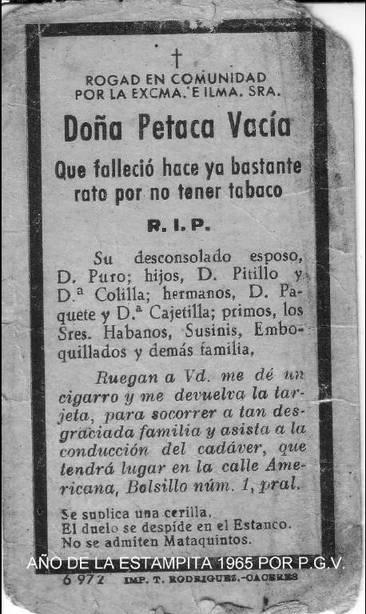 ROGAD EN COMUNIDAD
POR LA EXCMA. E ILMA. SRA.
Doña Petaca Vacía
Que falleció hace ya bastante
rato por no tener tabaco
R. I. P.
Su desconsolado esposo,
D. Puro; hijos, D. Pitillo y
D.ª Colilla; hermanos, D. Pa-
quete y D.ª Cajetilla; primos, los
Sres. Habanos, Susinis, Embo-
quillados y demás familia,
Ruegan a Vd. me dé un
cigarro y me devuelva la tar-
jeta, para socorrer a tan des-
graciada familia y asista a la
conducción del cadáver, que
tendrá lugar en la calle Ame-
ricana, Bolsillo núm. 1, pral.
Se suplica una cerilla.
El duelo se despide en el Estanco.
No se admiten Mataquintos.
AÑO DE LA ESTAMPITA 1965 POR P.G.V.
6972 IMP. T. RODRIGUEZ.-CACERES